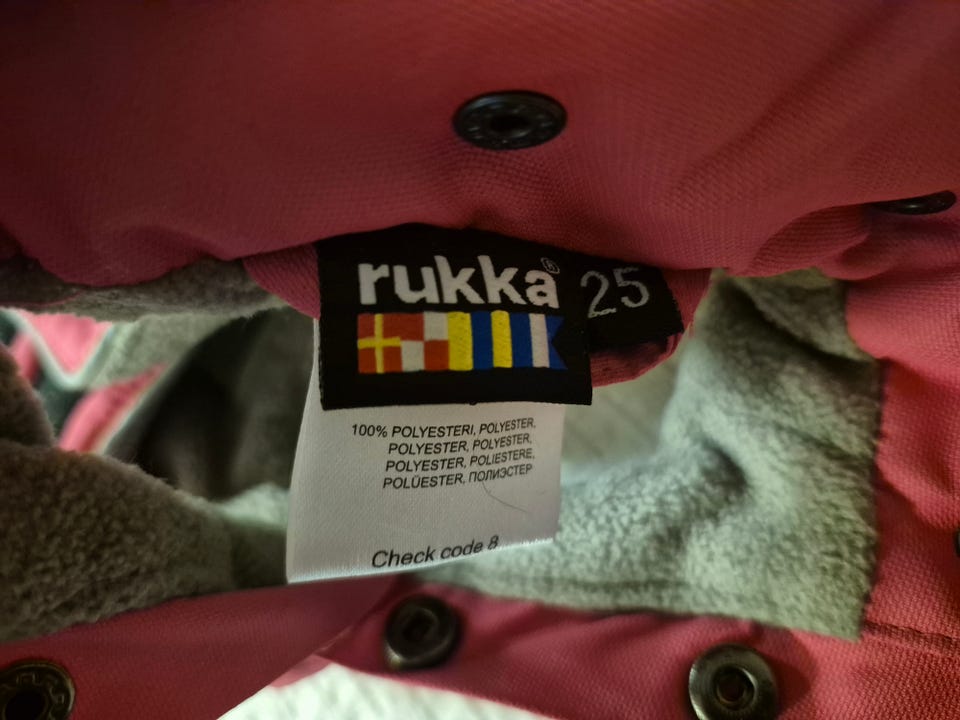 rukka®
25
100% POLYESTERI, POLYESTER,
POLYESTER, POLYESTER,
POLYESTER, POLIESTERE,
POLÜESTER, ПОЛИЭСТЕР
Check code 8